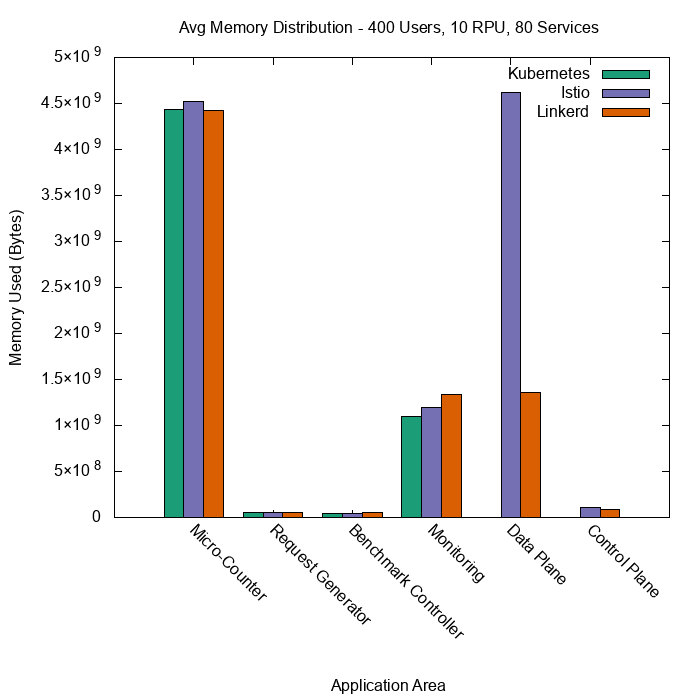 Avg Memory Distribution - 400 Users, 10 RPU, 80 Services
Kubernetes
Istio
Linkerd
Memory Used (Bytes)
5×10⁹
4.5×10⁹
4×10⁹
3.5×10⁹
3×10⁹
2.5×10⁹
2×10⁹
1.5×10⁹
1×10⁹
5×10⁸
0
Micro-Counter
Request Generator
Benchmark Controller
Monitoring
Data Plane
Control Plane
Application Area